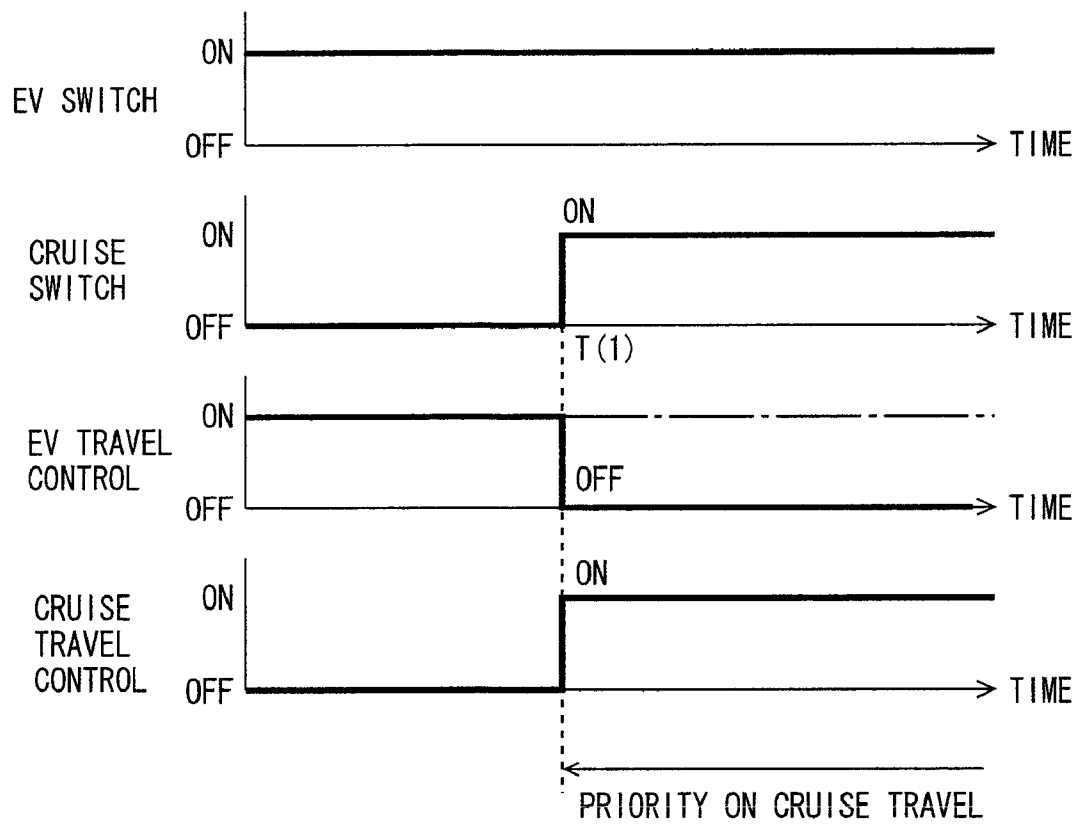 ON
EV SWITCH
OFF
TIME
ON
ON
CRUISE
SWITCH
OFF
TIME
T(1)
ON
EV TRAVEL
CONTROL
OFF
OFF
TIME
ON
ON
CRUISE
TRAVEL
CONTROL
OFF
TIME
PRIORITY ON CRUISE TRAVEL